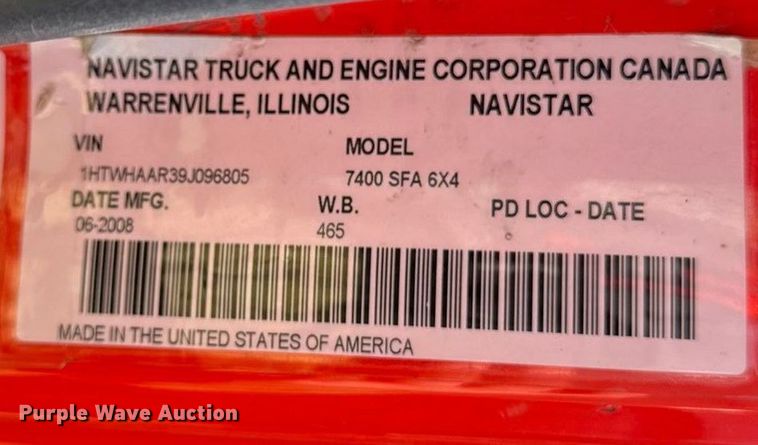 NAVISTAR TRUCK AND ENGINE CORPORATION CANADA
WARRENVILLE, ILLINOIS NAVISTAR
VIN MODEL
1HTWHAAR39J096805 7400 SFA 6X4
DATE MFG. W.B. PD LOC - DATE
06-2008 465
MADE IN THE UNITED STATES OF AMERICA
Purple Wave Auction